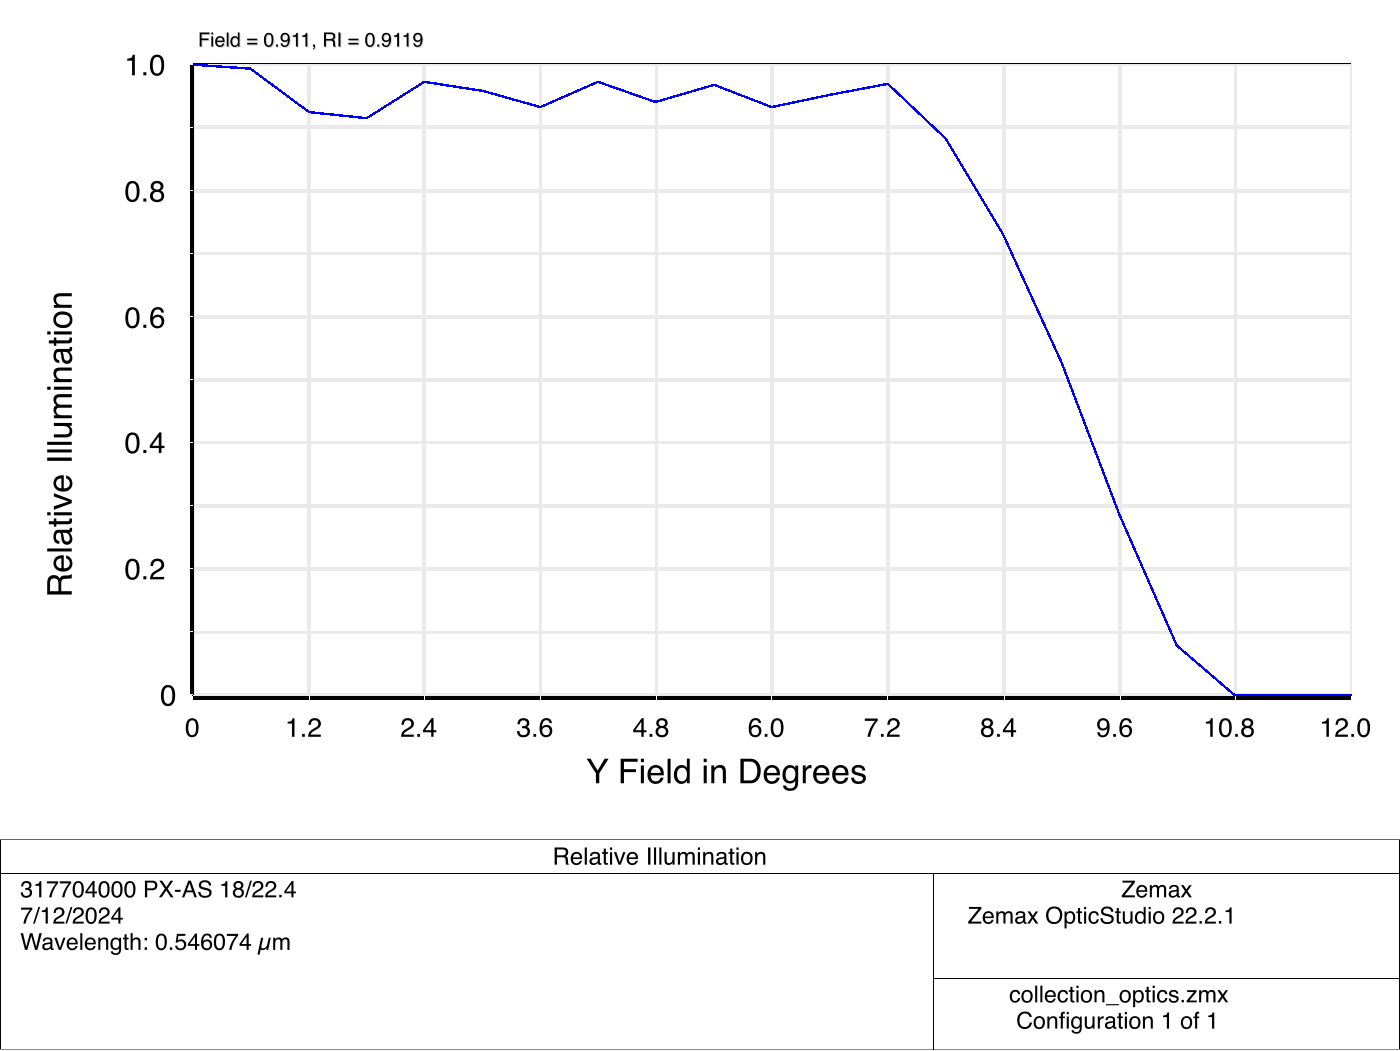 Field = 0.911, RI = 0.9119
1.0
0.8
0.6
0.4
0.2
0
Relative Illumination
0 1.2 2.4 3.6 4.8 6.0 7.2 8.4 9.6 10.8 12.0
Y Field in Degrees
Relative Illumination
317704000 PX-AS 18/22.4
7/12/2024
Wavelength: 0.546074 µm
Zemax
Zemax OpticStudio 22.2.1
collection_optics.zmx
Configuration 1 of 1